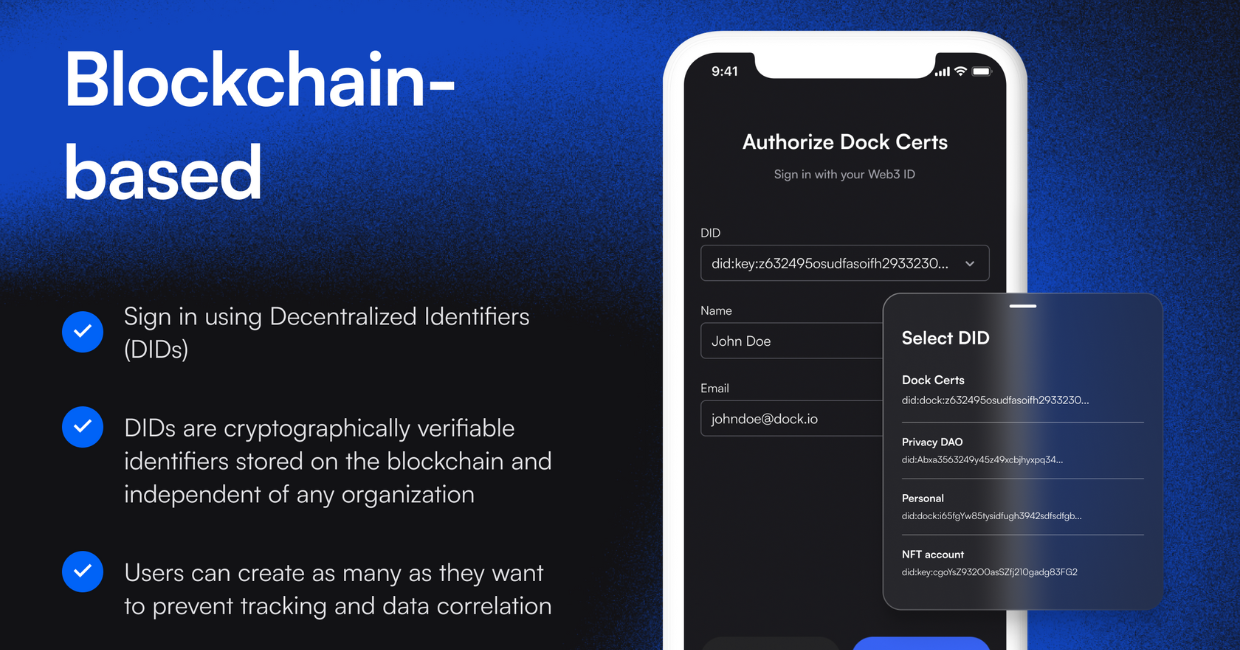 Blockchain-
based
Sign in using Decentralized Identifiers
(DIDs)
DIDs are cryptographically verifiable
identifiers stored on the blockchain and
independent of any organization
Users can create as many as they want
to prevent tracking and data correlation
9:41
Authorize Dock Certs
Sign in with your Web3 ID
DID
did:key:z632495osudfasoifh2933230...
Name
John Doe
Email
johndoe@dock.io
Select DID
Dock Certs
did:dock:z632495osudfasoifh2933230...
Privacy DAO
did:Abxa3563249y45z49xcbjhyxpq34...
Personal
did:dock:i65fgYw85tysidfugh3942sdfsdfgb...
NFT account
did:key:cgoYsZ932O0asSZfj210gadg83FG2